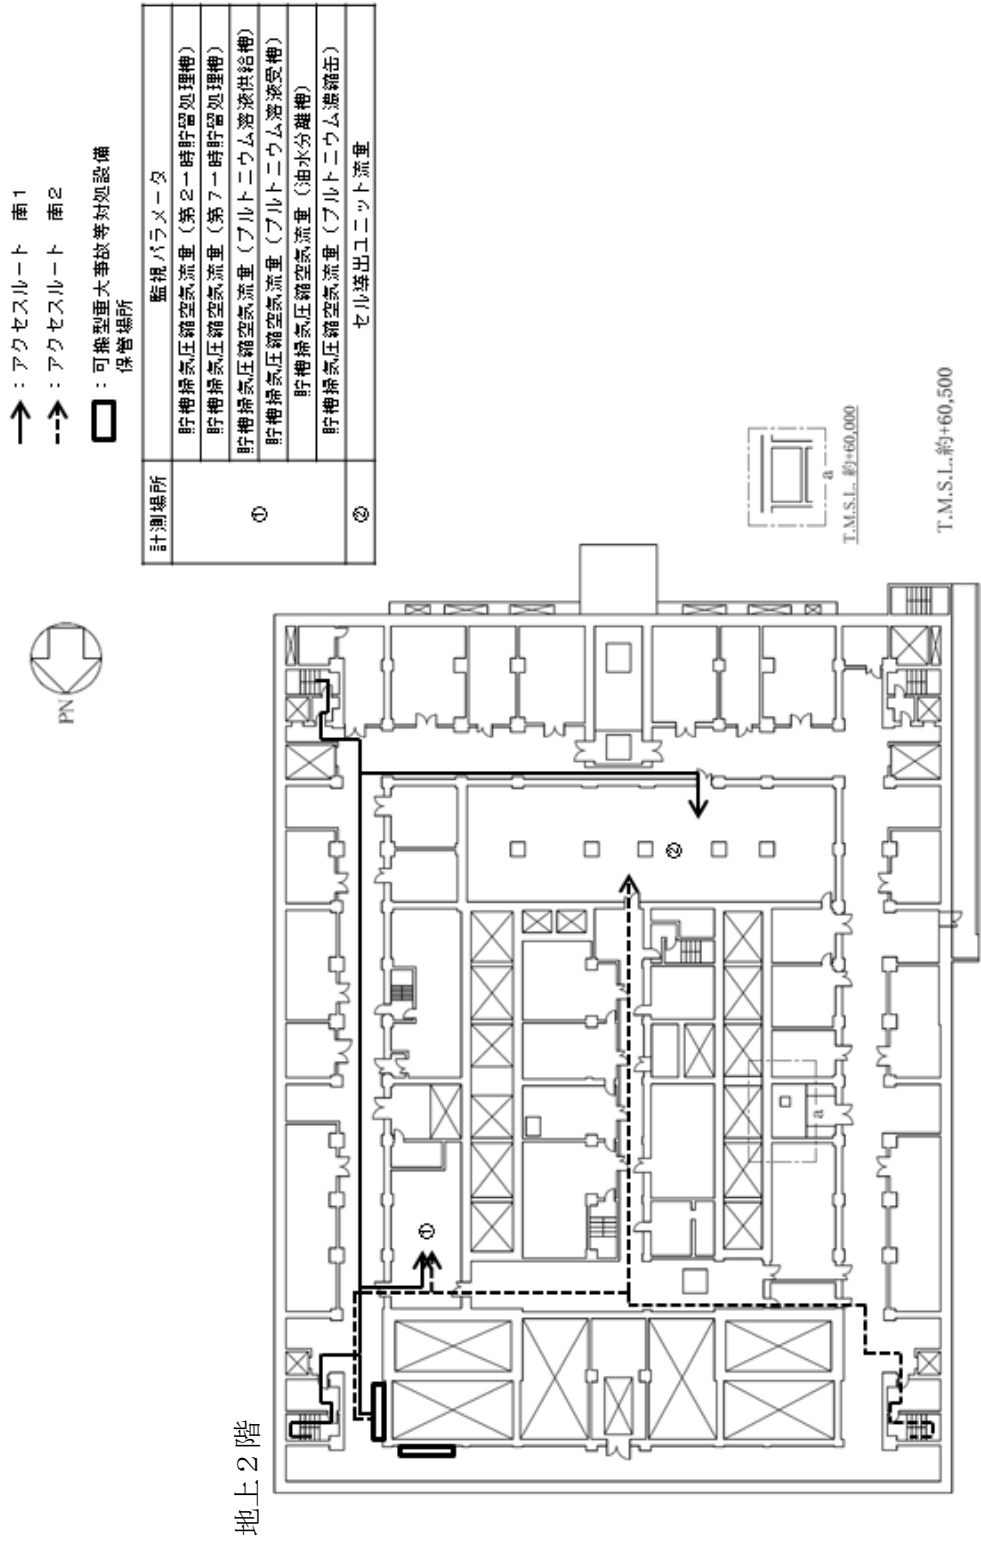 ：アクセスルート　南1
：アクセスルート　南2
：可搬型重大事故等対処設備
保管場所
計測場所　監視パラメータ
①
貯槽掃気圧縮空気流量（第2一時貯留処理槽）
貯槽掃気圧縮空気流量（第7一時貯留処理槽）
貯槽掃気圧縮空気流量（プルトニウム溶液供給槽）
貯槽掃気圧縮空気流量（プルトニウム溶液受槽）
貯槽掃気圧縮空気流量（油水分離槽）
貯槽掃気圧縮空気流量（プルトニウム濃縮缶）
②　セル導出ユニット流量
PN
地上2階
①
②
a
a
T.M.S.L. 約+60,000
T.M.S.L.約+60,500